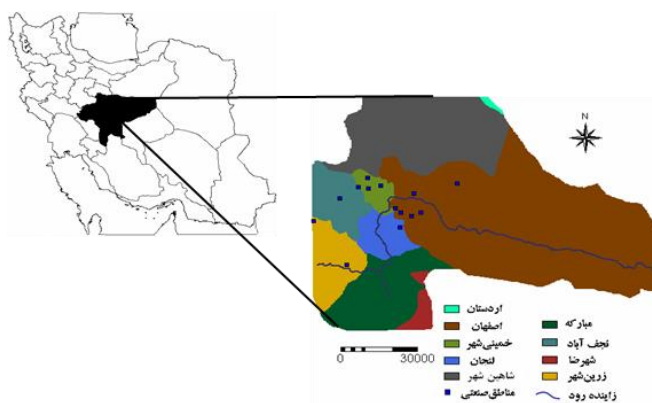 N
اردستان
اصفهان
خمینی‌شهر
لنجان
شاهین شهر
مناطق‌صنعتی
مبارکه
نجف آباد
شهرضا
زرین‌شهر
زاینده رود
0 30000